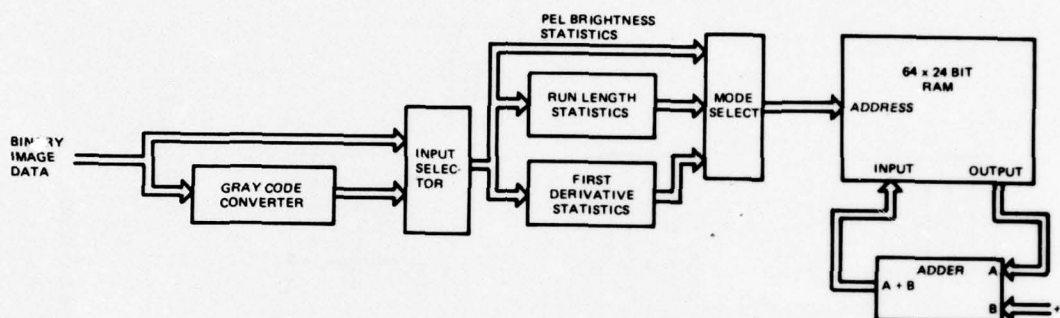 PEL BRIGHTNESS
STATISTICS
64 x 24 BIT
RAM
ADDRESS
INPUT
OUTPUT
RUN LENGTH
STATISTICS
MODE
SELECT
BINARY
IMAGE
DATA
INPUT
SELEC-
TOR
GRAY CODE
CONVERTER
FIRST
DERIVATIVE
STATISTICS
ADDER
A
A + B
B